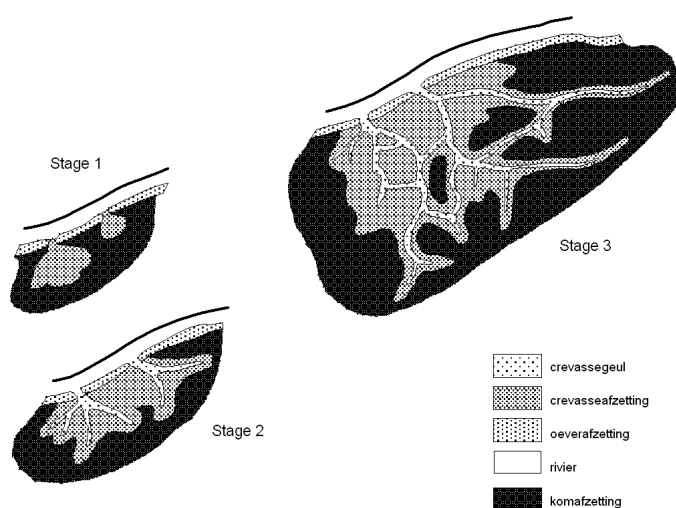 Stage 1
Stage 3
Stage 2
crevassegeul
crevasseafzetting
oeverafzetting
rivier
komafzetting